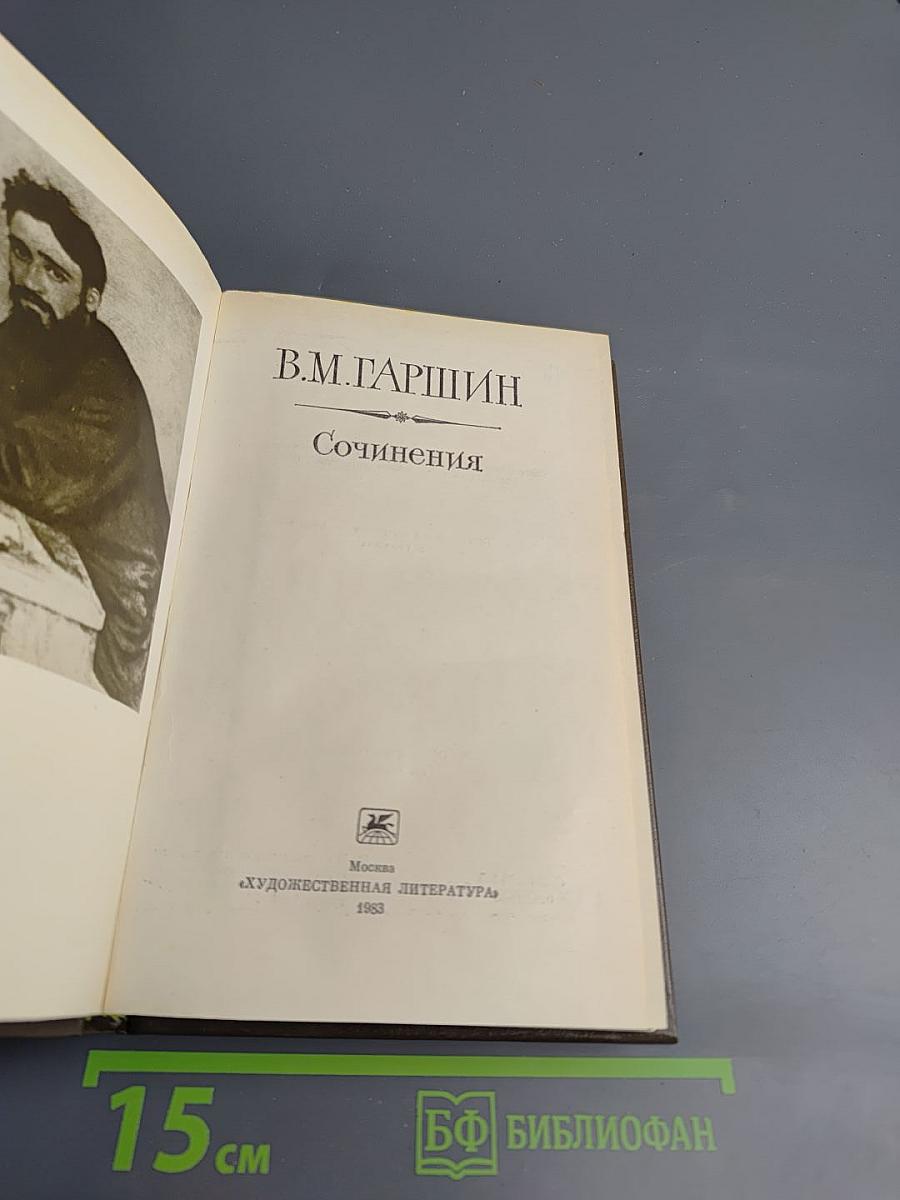 В.М.ГАРШИН
Сочинения
Москва
«ХУДОЖЕСТВЕННАЯ ЛИТЕРАТУРА»
1983
15 см
БФ БИБЛИОФАН